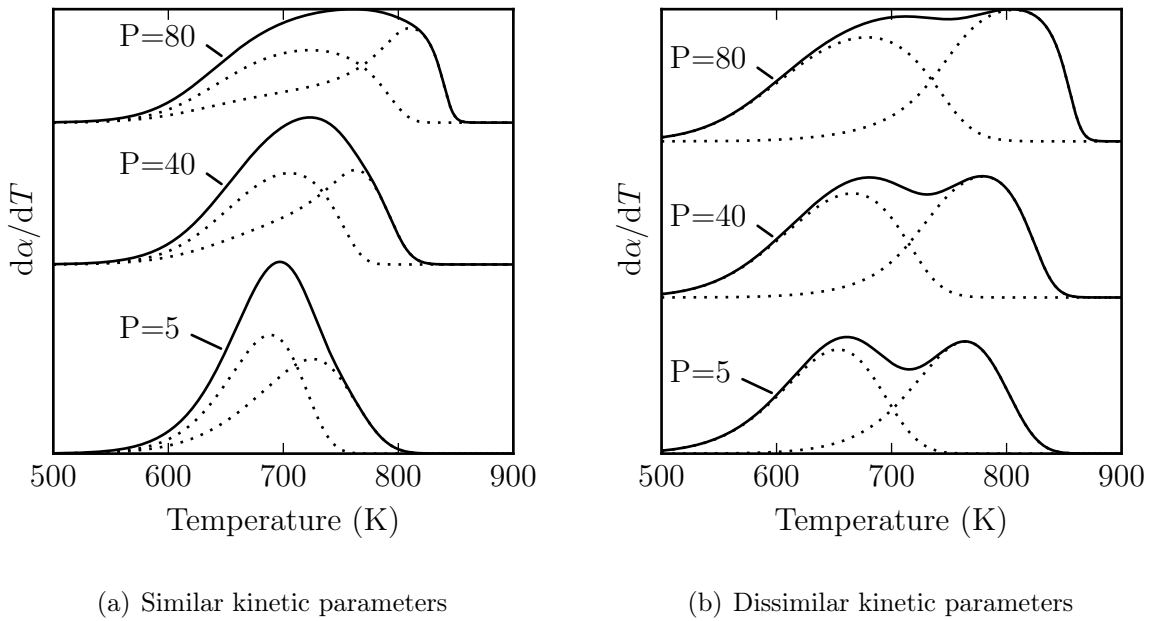 P=80
P=40
P=5
dα/dT
500 600 700 800 900
Temperature (K)
(a) Similar kinetic parameters
P=80
P=40
P=5
dα/dT
500 600 700 800 900
Temperature (K)
(b) Dissimilar kinetic parameters